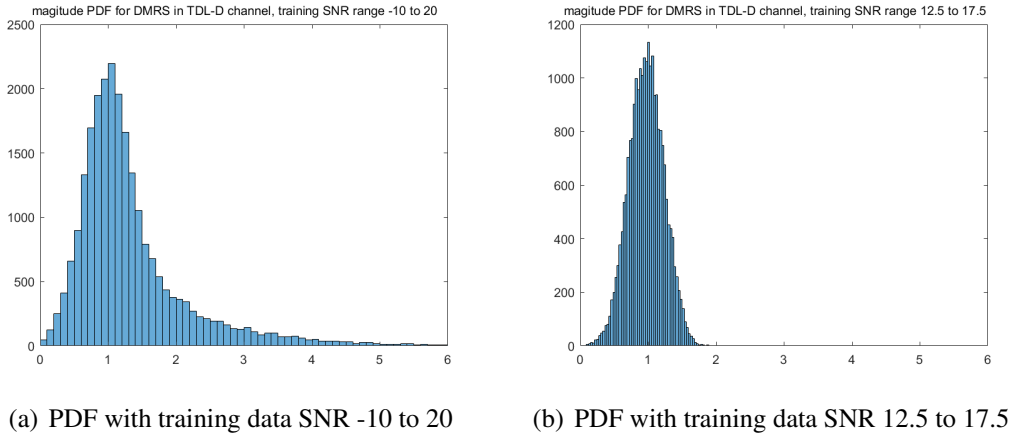 magitude PDF for DMRS in TDL-D channel, training SNR range -10 to 20
2500
2000
1500
1000
500
0
0 1 2 3 4 5 6
(a) PDF with training data SNR -10 to 20
magitude PDF for DMRS in TDL-D channel, training SNR range 12.5 to 17.5
1200
1000
800
600
400
200
0
0 1 2 3 4 5 6
(b) PDF with training data SNR 12.5 to 17.5